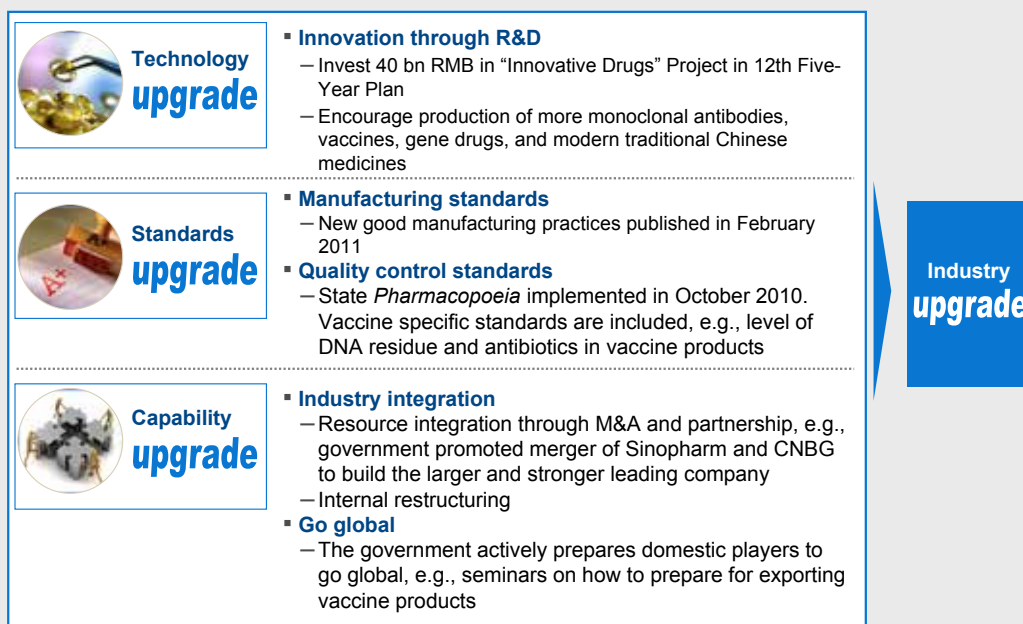 Technology
upgrade
▪ Innovation through R&D
– Invest 40 bn RMB in “Innovative Drugs” Project in 12th Five-
Year Plan
– Encourage production of more monoclonal antibodies,
vaccines, gene drugs, and modern traditional Chinese
medicines
Standards
upgrade
A+
▪ Manufacturing standards
– New good manufacturing practices published in February
2011
▪ Quality control standards
– State Pharmacopoeia implemented in October 2010.
Vaccine specific standards are included, e.g., level of
DNA residue and antibiotics in vaccine products
Capability
upgrade
▪ Industry integration
– Resource integration through M&A and partnership, e.g.,
government promoted merger of Sinopharm and CNBG
to build the larger and stronger leading company
– Internal restructuring
▪ Go global
– The government actively prepares domestic players to
go global, e.g., seminars on how to prepare for exporting
vaccine products
Industry
upgrade